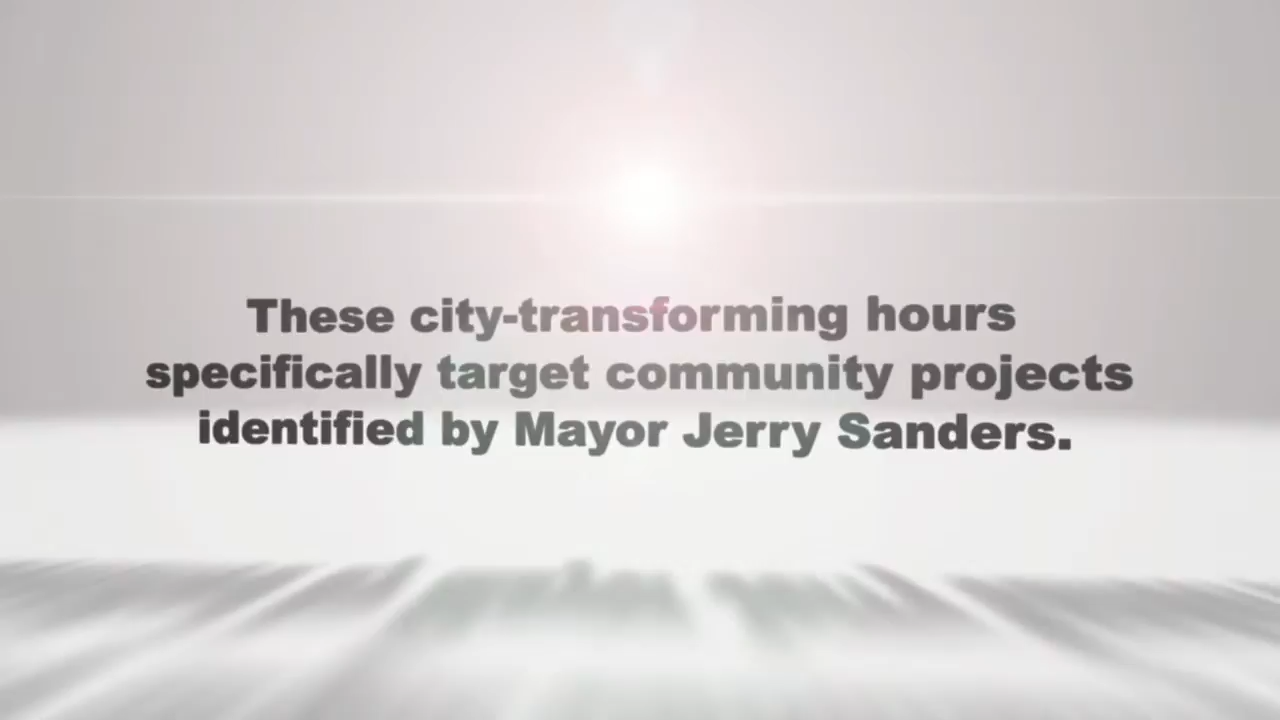 These city-transforming hours
specifically target community projects
identified by Mayor Jerry Sanders.